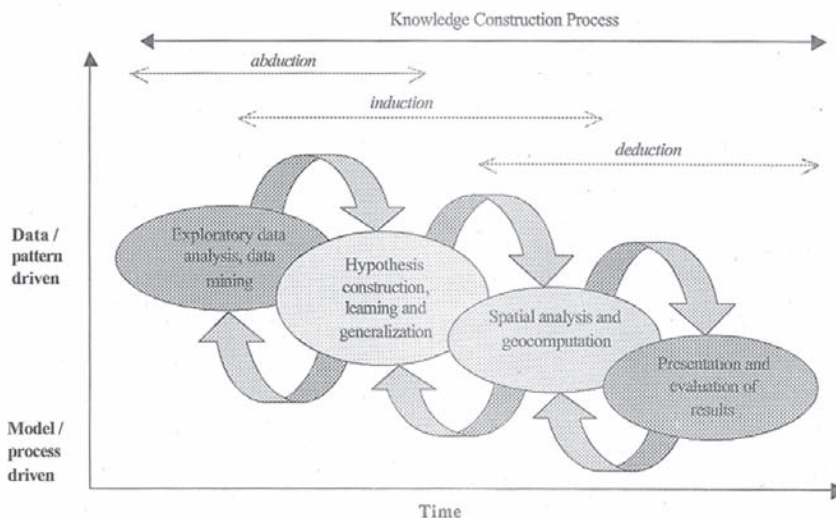 Knowledge Construction Process
abduction
induction
deduction
Data /
pattern
driven
Exploratory data
analysis, data
mining
Hypothesis
construction,
learning and
generalization
Spatial analysis and
geocomputation
Presentation and
evaluation of
results
Model /
process
driven
Time